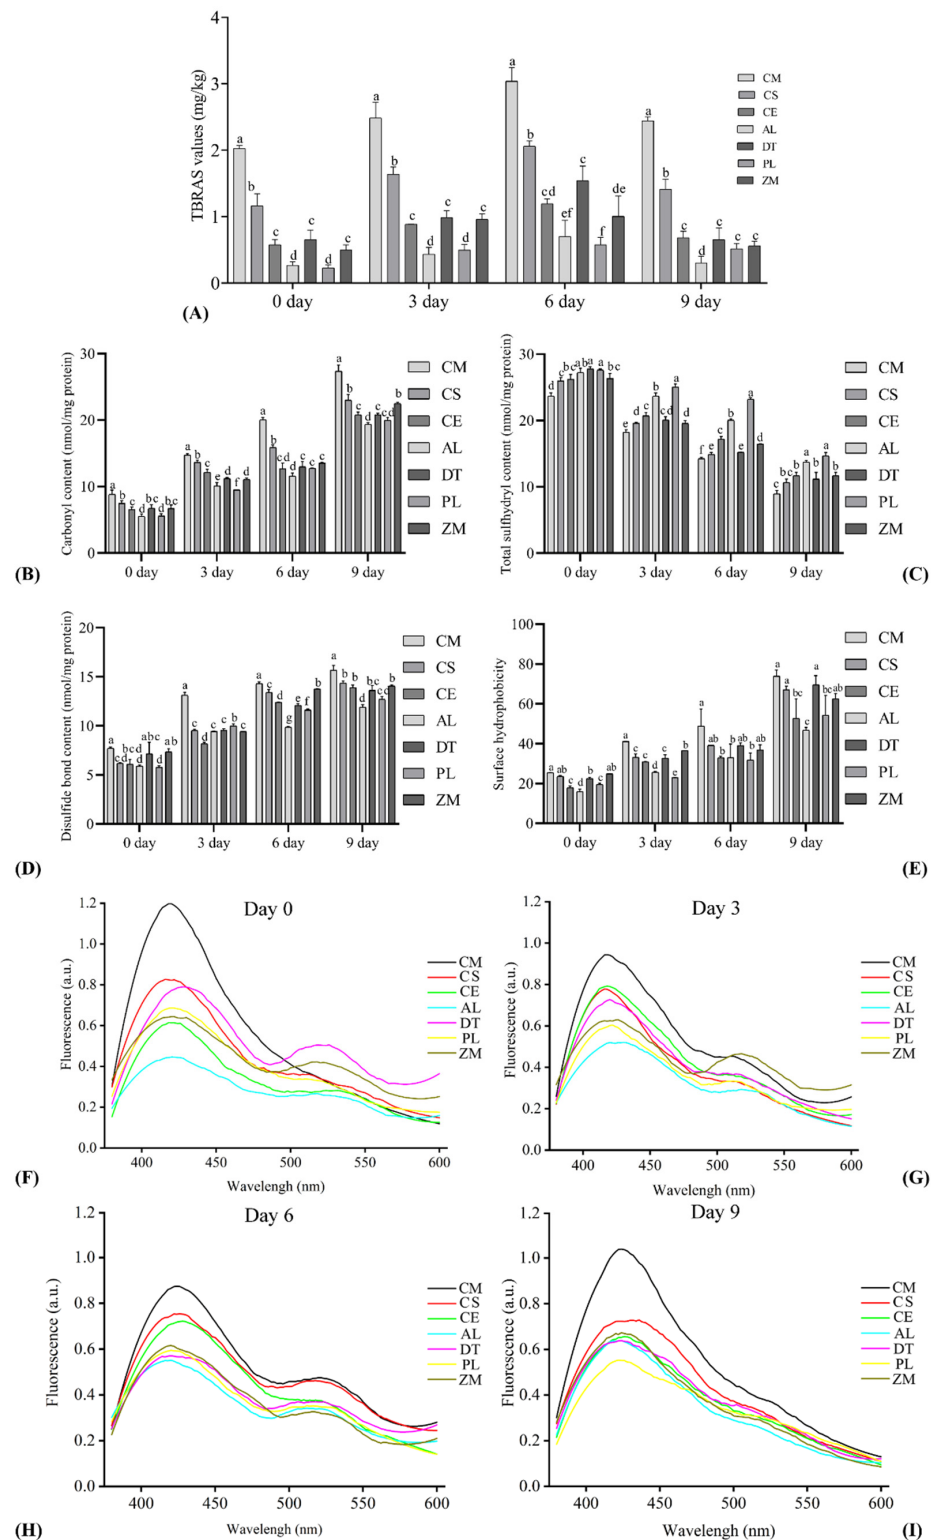 TBRAS values (mg/kg)
4
3
2
1
0
a
b
c
d
c
d
c
a
b
c
d
c
d
c
a
b
cd
ef
c
f
de
a
b
c
d
c
c
c
0 day
3 day
6 day
9 day
CM
CS
CE
AL
DT
PL
ZM
(A)
Carbonyl content (nmol/mg protein)
30
20
10
0
0 day
3 day
6 day
9 day
CM
CS
CE
AL
DT
PL
ZM
(B)
Total sulfhydryl content (nmol/mg protein)
30
20
10
0
0 day
3 day
6 day
9 day
CM
CS
CE
AL
DT
PL
ZM
(C)
Disulfide bond content (nmol/mg protein)
20
15
10
5
0
0 day
3 day
6 day
9 day
CM
CS
CE
AL
DT
PL
ZM
(D)
Surface hydrophobicity
100
80
60
40
20
0
0 day
3 day
6 day
9 day
CM
CS
CE
AL
DT
PL
ZM
(E)
Day 0
Fluorescence (a.u.)
1.2
1.0
0.8
0.6
0.4
0.2
0.0
400
450
500
550
600
Wavelengh (nm)
CM
CS
CE
AL
DT
PL
ZM
(F)
Day 3
Fluorescence (a.u.)
1.2
1.0
0.8
0.6
0.4
0.2
0.0
400
450
500
550
600
Wavelengh (nm)
CM
CS
CE
AL
DT
PL
ZM
(G)
Day 6
Fluorescence (a.u.)
1.0
0.8
0.6
0.4
0.2
0.0
400
450
500
550
600
Wavelengh (nm)
CM
CS
CE
AL
DT
PL
ZM
(H)
Day 9
Fluorescence (a.u.)
1.2
1.0
0.8
0.6
0.4
0.2
0.0
400
450
500
550
600
Wavelengh (nm)
CM
CS
CE
AL
DT
PL
ZM
(I)